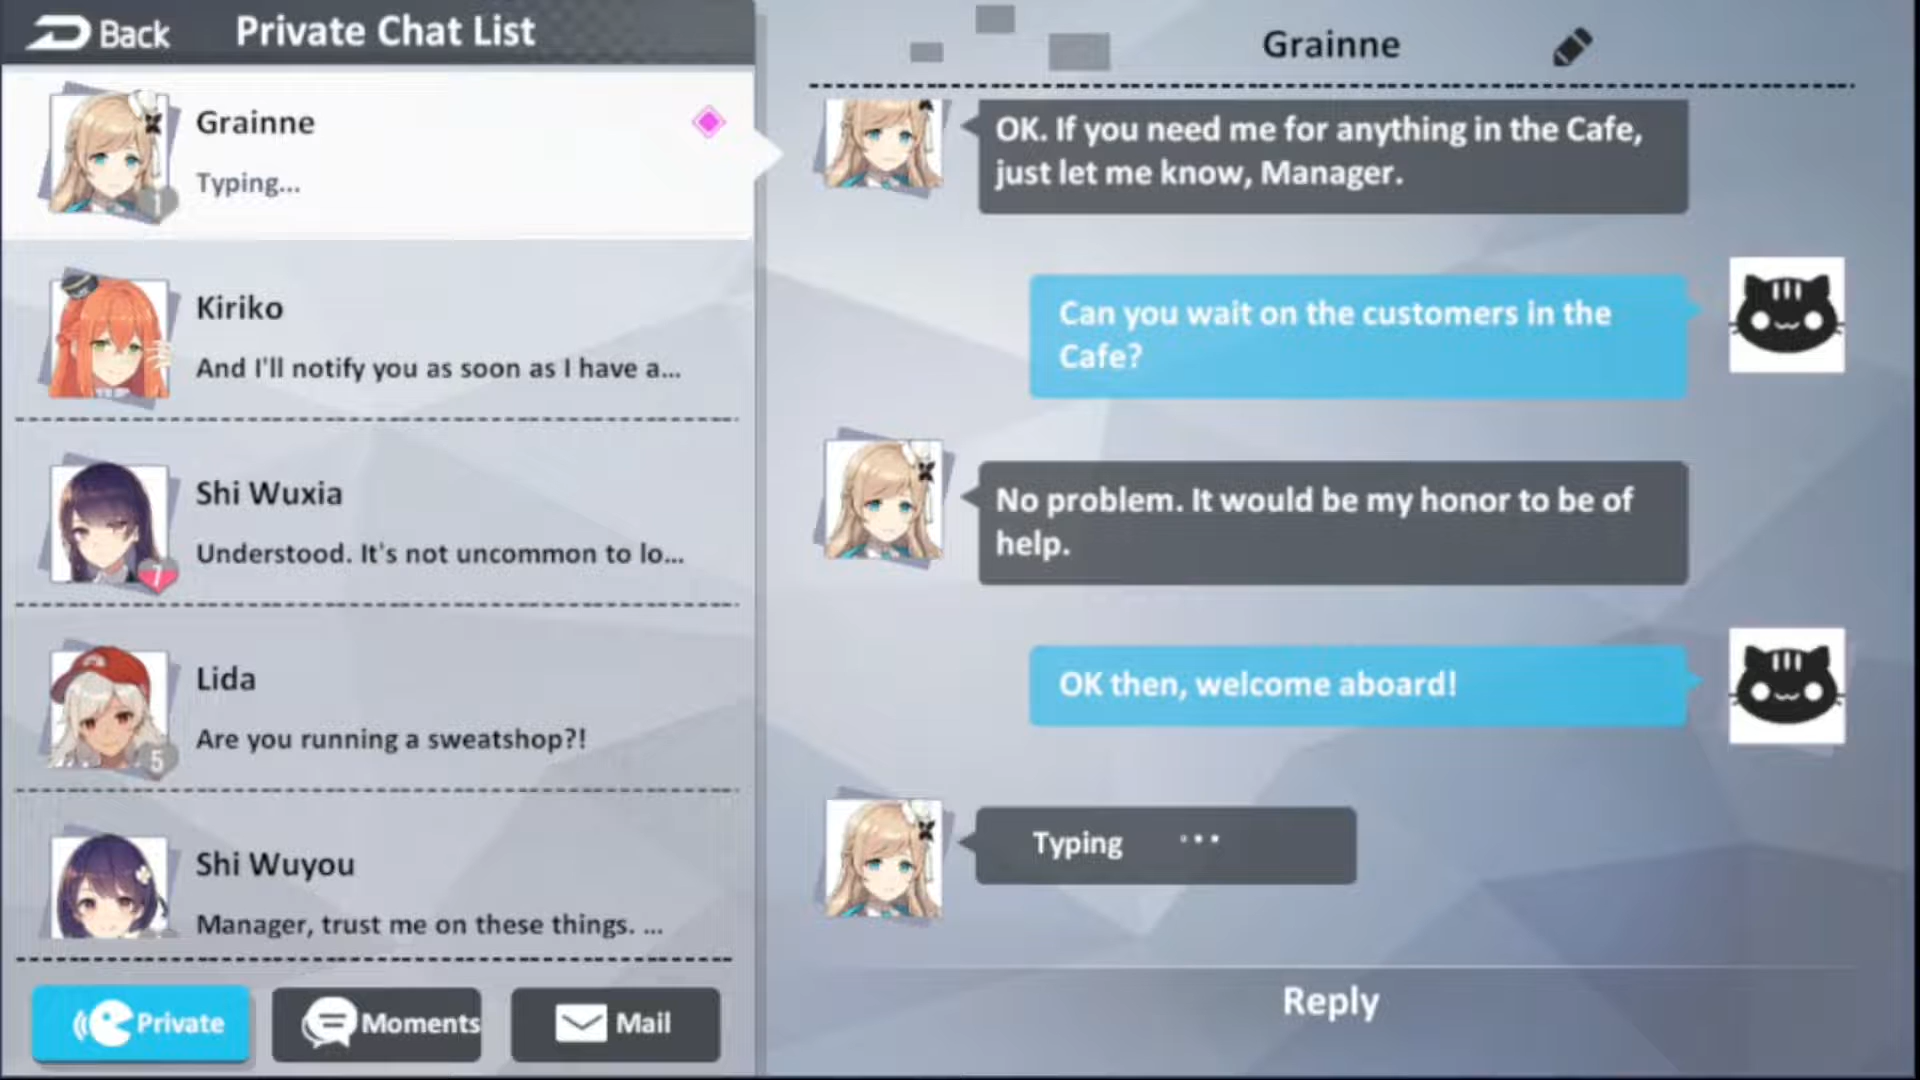 Back
Private Chat List
Grainne
Typing...
1
Kiriko
And I'll notify you as soon as I have a...
Shi Wuxia
Understood. It's not uncommon to lo...
7
Lida
Are you running a sweatshop?!
5
Shi Wuyou
Manager, trust me on these things. ...
Private
Moments
Mail
Grainne
OK. If you need me for anything in the Cafe,
just let me know, Manager.
Can you wait on the customers in the
Cafe?
No problem. It would be my honor to be of
help.
OK then, welcome aboard!
Typing ...
Reply